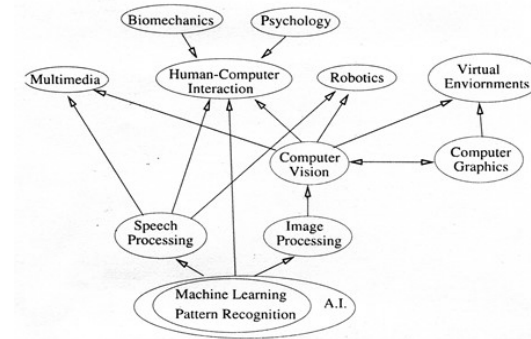 Biomechanics
Psychology
Multimedia
Human-Computer
Interaction
Robotics
Virtual
Enviornments
Computer
Vision
Computer
Graphics
Speech
Processing
Image
Processing
Machine Learning
Pattern Recognition
A.I.